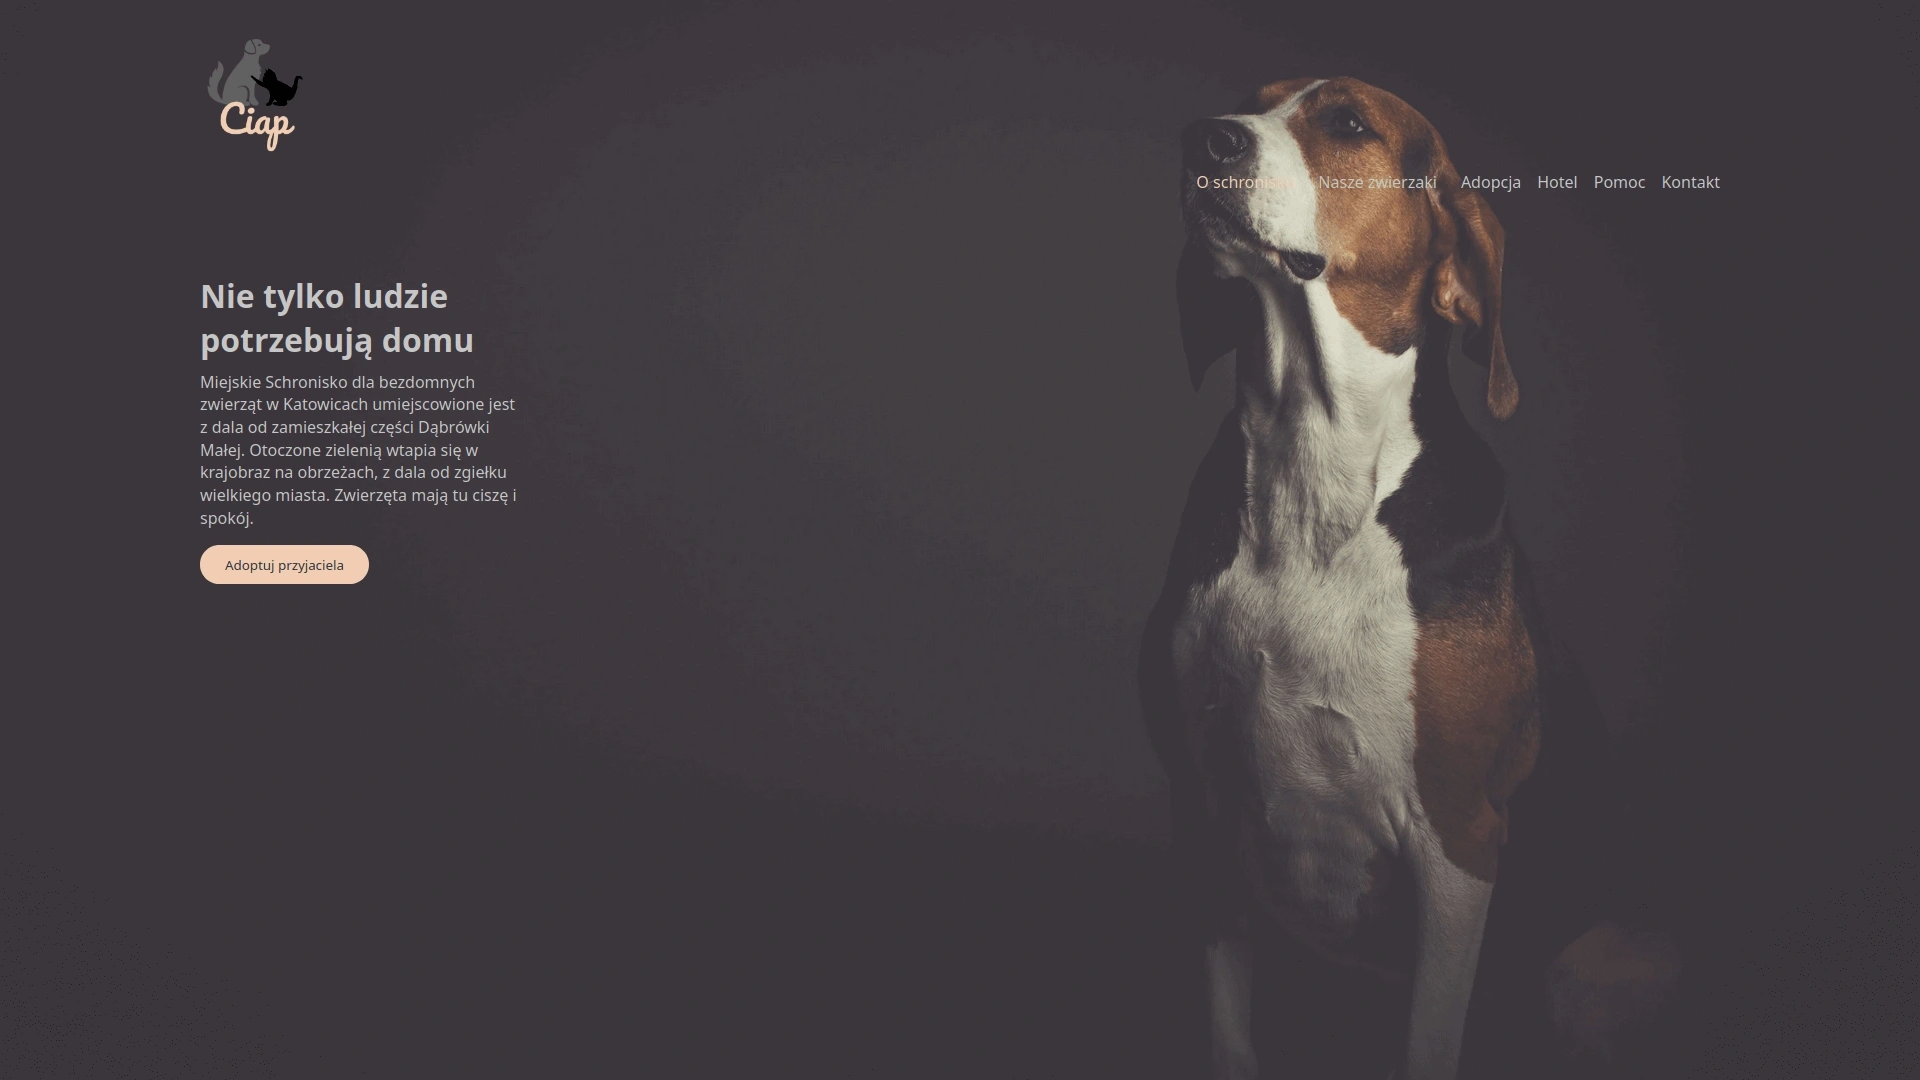 Ciap
O schronisku Nasze zwierzaki Adopcja Hotel Pomoc Kontakt
Nie tylko ludzie
potrzebują domu
Miejskie Schronisko dla bezdomnych
zwierząt w Katowicach umiejscowione jest
z dala od zamieszkałej części Dąbrówki
Małej. Otoczone zielenią wtapia się w
krajobraz na obrzeżach, z dala od zgiełku
wielkiego miasta. Zwierzęta mają tu ciszę i
spokój.
Adoptuj przyjaciela